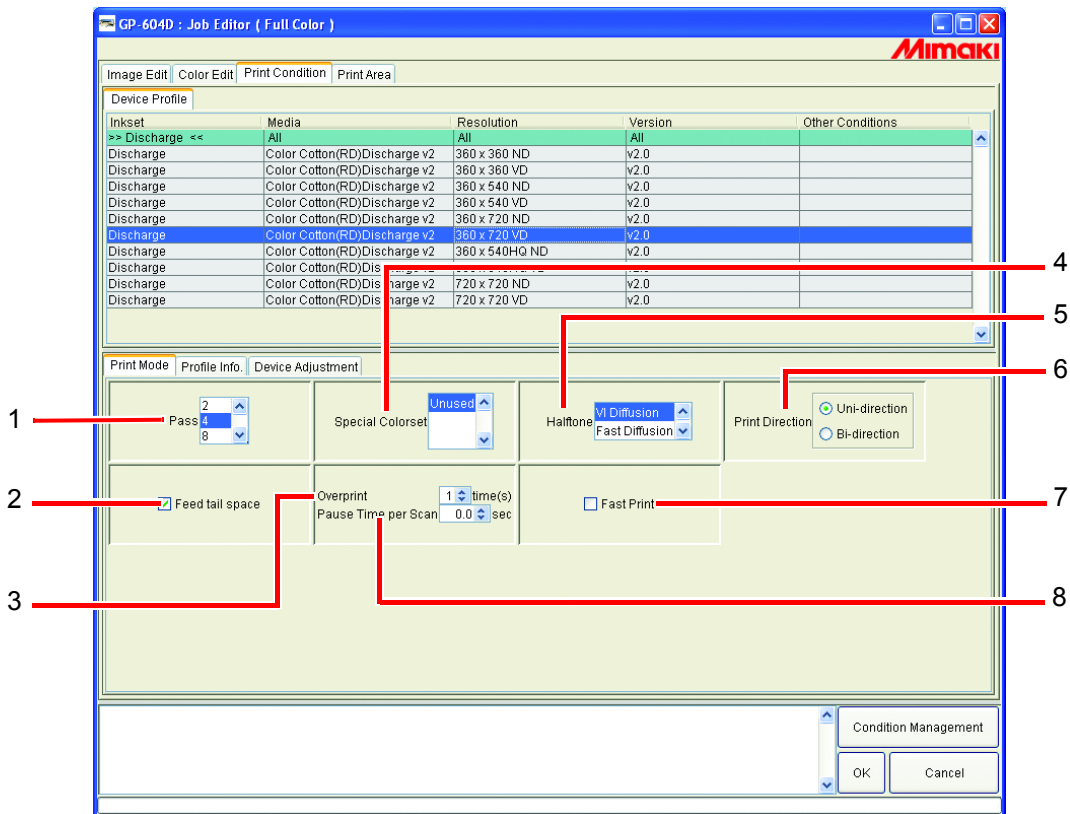 GP-604D : Job Editor ( Full Color )
Mimaki
Image Edit Color Edit Print Condition Print Area
Device Profile
Inkset Media Resolution Version Other Conditions
>> Discharge << All All All
Discharge Color Cotton(RD)Discharge v2 360 x 360 ND v2.0
Discharge Color Cotton(RD)Discharge v2 360 x 360 VD v2.0
Discharge Color Cotton(RD)Discharge v2 360 x 540 ND v2.0
Discharge Color Cotton(RD)Discharge v2 360 x 540 VD v2.0
Discharge Color Cotton(RD)Discharge v2 360 x 720 ND v2.0
Discharge Color Cotton(RD)Discharge v2 360 x 720 VD v2.0
Discharge Color Cotton(RD)Discharge v2 360 x 540HQ ND v2.0
4
Discharge
Discharge Color Cotton(RD)Discharge v2 720 x 720 ND v2.0
Discharge Color Cotton(RD)Discharge v2 720 x 720 VD v2.0
5
Print Mode Profile Info. Device Adjustment
6
1
Pass 2 4 8
Special Colorset Unused
Halftone VI Diffusion Fast Diffusion
Print Direction Uni-direction Bi-direction
2
Feed tail space
Overprint 1 time(s)
Pause Time per Scan 0.0 sec
Fast Print
7
3
8
Condition Management
OK Cancel